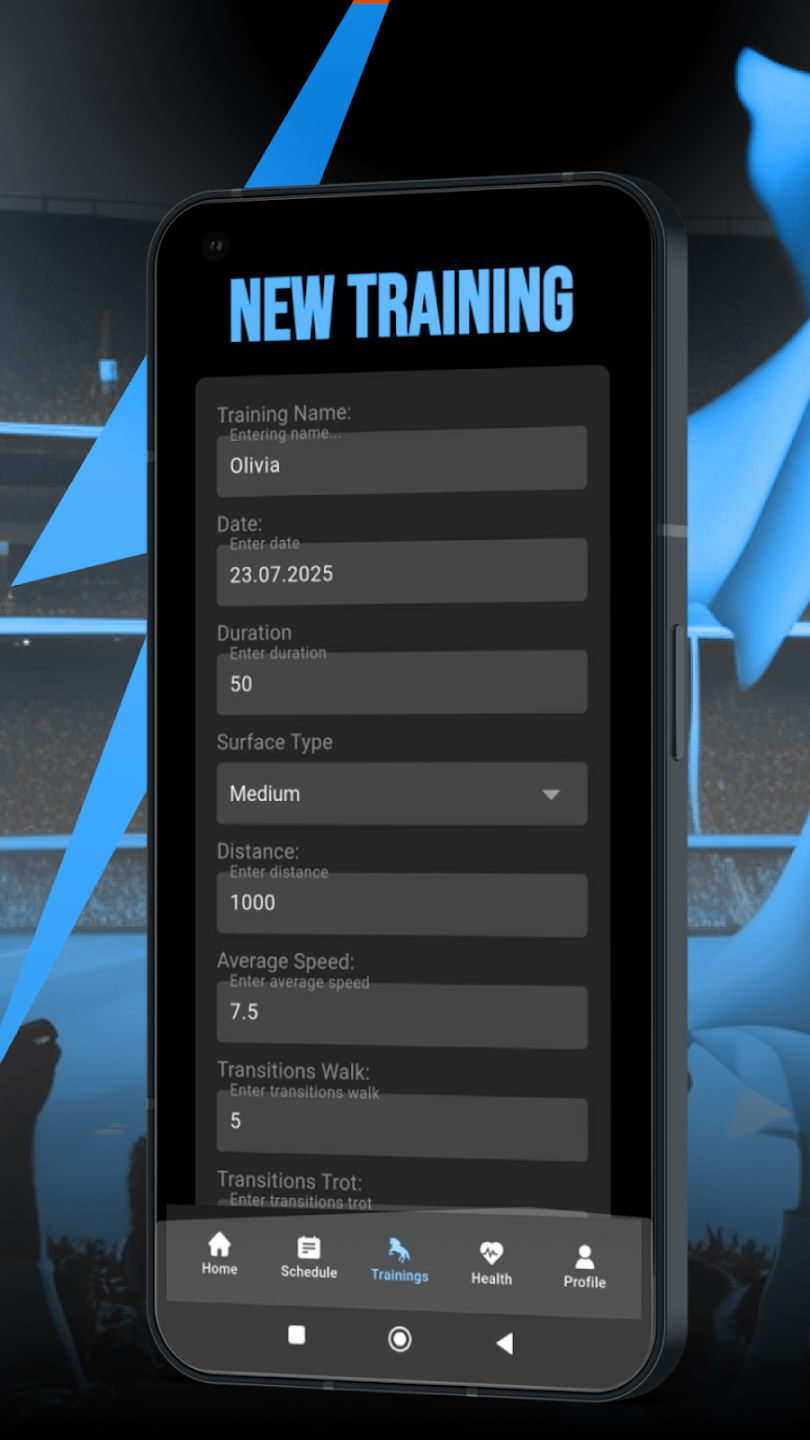 NEW TRAINING
Training Name:
Entering name...
Olivia
Date:
Enter date
23.07.2025
Duration
Enter duration
50
Surface Type
Medium
Distance:
Enter distance
1000
Average Speed:
Enter average speed
7.5
Transitions Walk:
Enter transitions walk
5
Transitions Trot:
Enter transitions trot
Home Schedule Trainings Health Profile